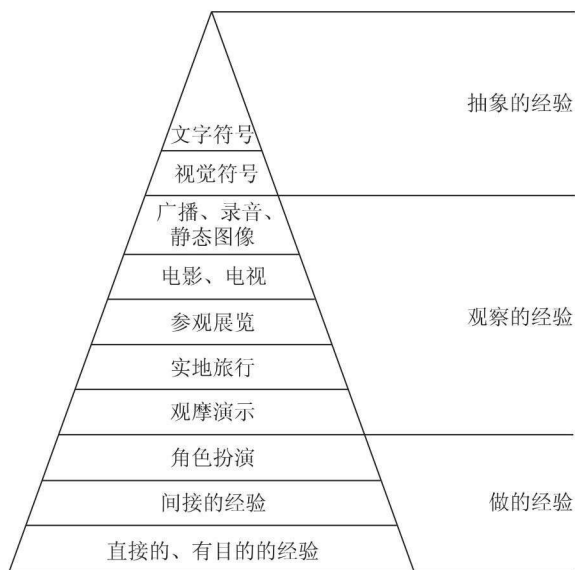 抽象的经验
文字符号
视觉符号
广播、录音、
静态图像
电影、电视
参观展览
观察的经验
实地旅行
观摩演示
角色扮演
间接的经验
做的经验
直接的、有目的的经验